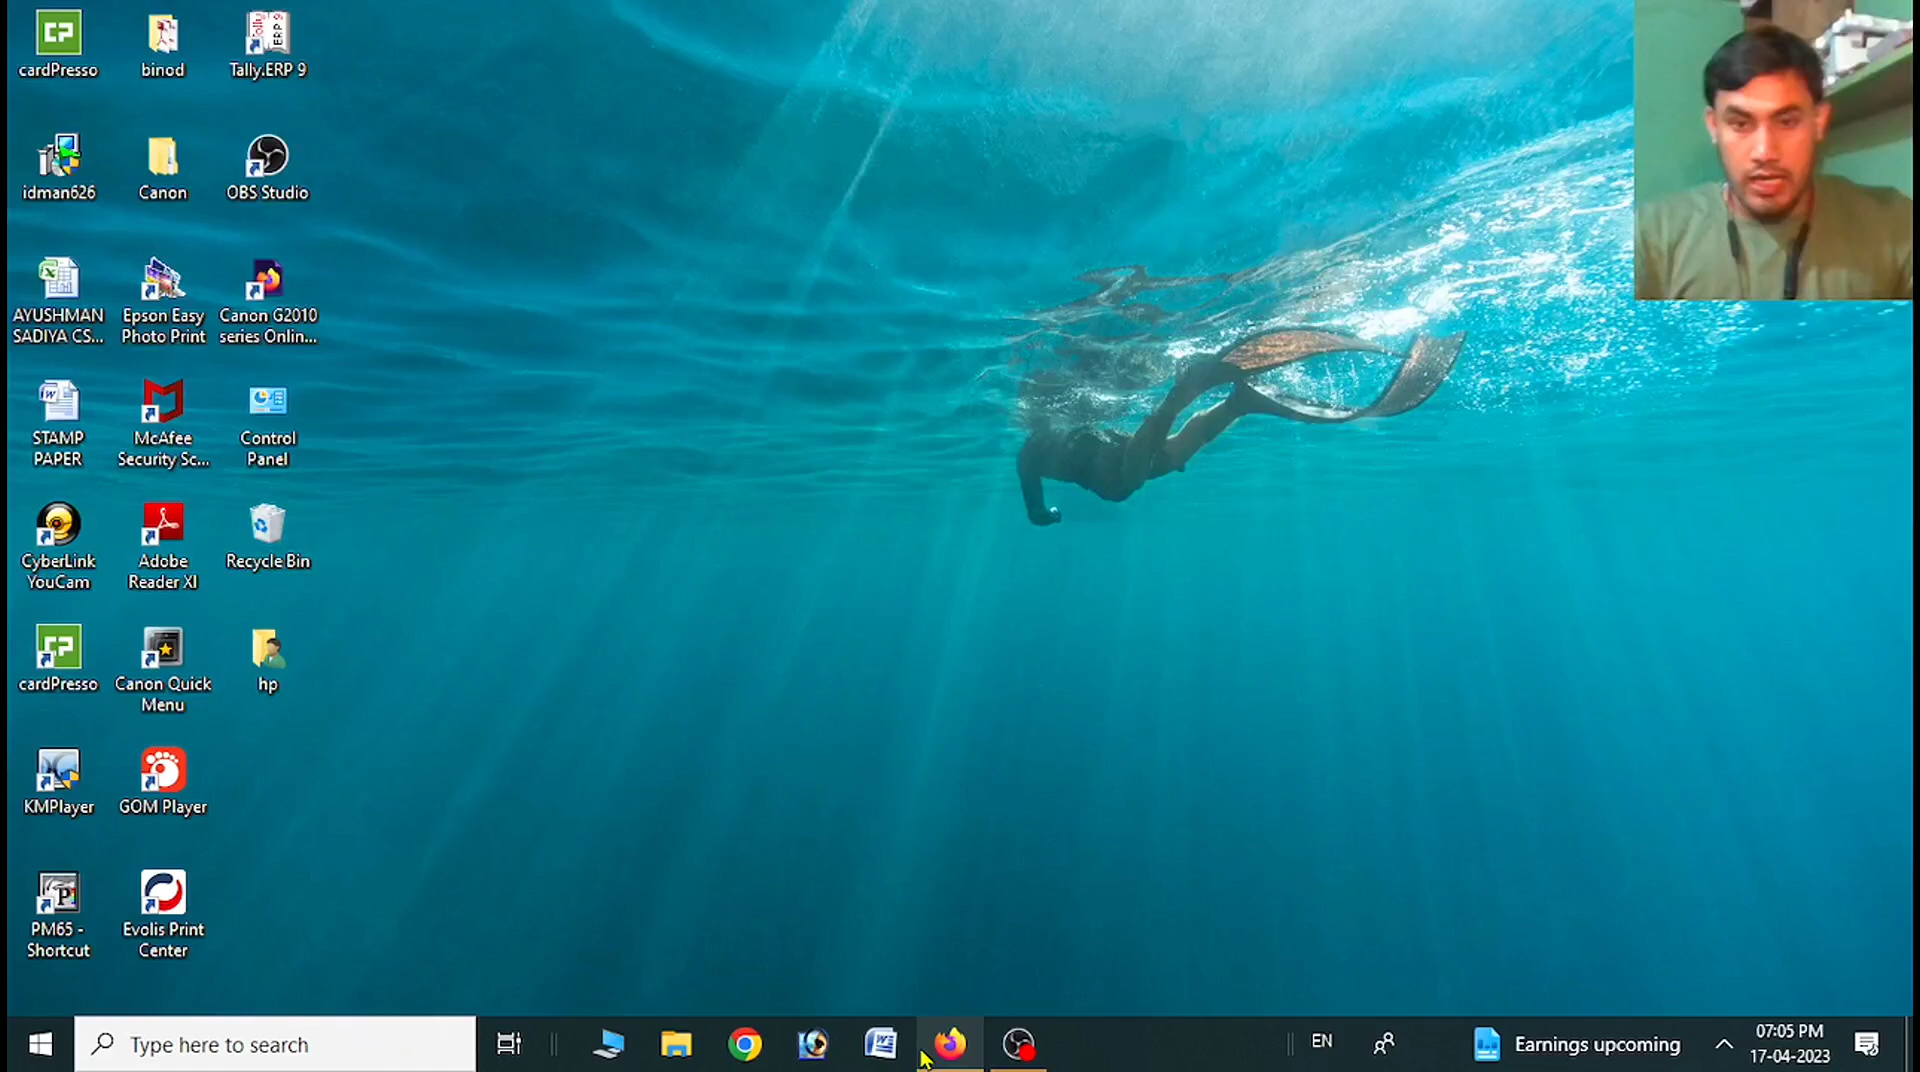 cardPresso
binod
Tally.ERP 9
idman626
Canon
OBS Studio
AYUSHMAN
SADIYA CS...
Epson Easy
Photo Print
Canon G2010
series Onlin...
STAMP
PAPER
McAfee
Security Sc...
Control
Panel
CyberLink
YouCam
Adobe
Reader XI
Recycle Bin
cardPresso
Canon Quick
Menu
hp
KMPlayer
GOM Player
PM65 -
Shortcut
Evolis Print
Center
Type here to search
EN
Earnings upcoming
07:05 PM
17-04-2023